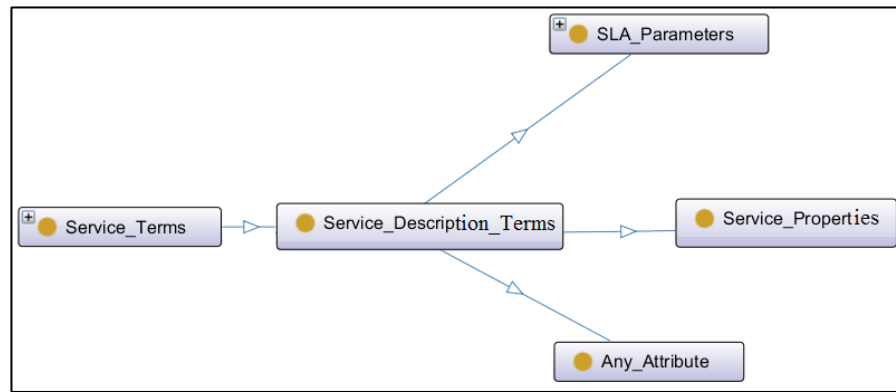 SLA_Parameters
Service_Terms
Service_Description_Terms
Service_Properties
Any_Attribute